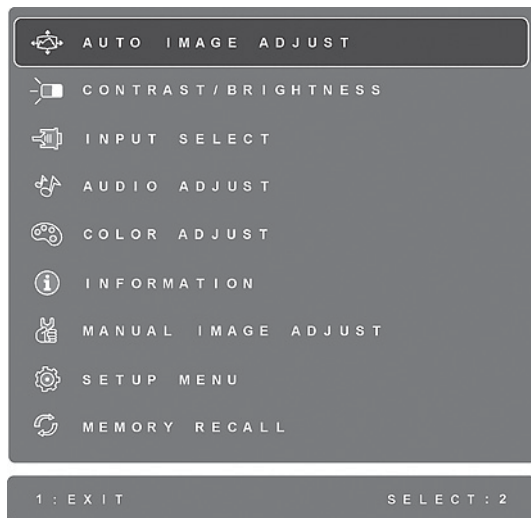 AUTO IMAGE ADJUST
CONTRAST/BRIGHTNESS
INPUT SELECT
AUDIO ADJUST
COLOR ADJUST
INFORMATION
MANUAL IMAGE ADJUST
SETUP MENU
MEMORY RECALL
1:EXIT SELECT:2